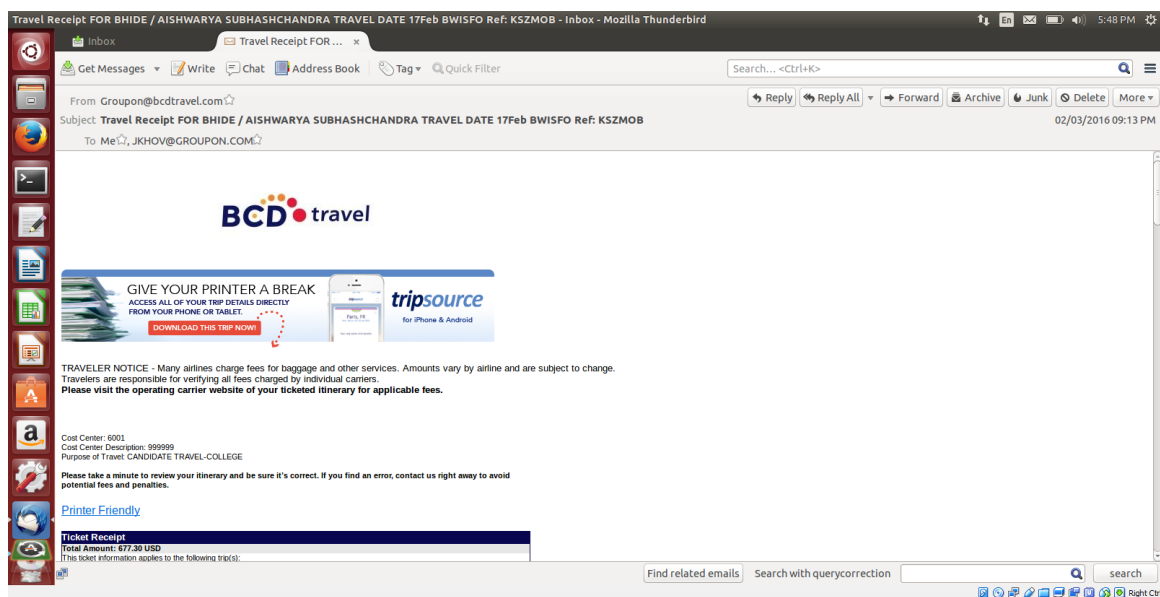 Travel Receipt FOR BHIDE / AISHWARYA SUBHASHCHANDRA TRAVEL DATE 17Feb BWISFO Ref: KSZMOB - Inbox - Mozilla Thunderbird
En
5:48 PM
Inbox
Travel Receipt FOR ... ×
Get Messages
Write
Chat
Address Book
Tag
Quick Filter
Search... <Ctrl+K>
From Groupon@bcdtravel.com
Reply
Reply All
Forward
Archive
Junk
Delete
More
Subject Travel Receipt FOR BHIDE / AISHWARYA SUBHASHCHANDRA TRAVEL DATE 17Feb BWISFO Ref: KSZMOB
02/03/2016 09:13 PM
To Me, JKHOV@GROUPON.COM
BCD travel
GIVE YOUR PRINTER A BREAK
ACCESS ALL OF YOUR TRIP DETAILS DIRECTLY
FROM YOUR PHONE OR TABLET.
DOWNLOAD THIS TRIP NOW!
Paris, FR
tripsource
for iPhone & Android
TRAVELER NOTICE - Many airlines charge fees for baggage and other services. Amounts vary by airline and are subject to change.
Travelers are responsible for verifying all fees charged by individual carriers.
Please visit the operating carrier website of your ticketed itinerary for applicable fees.
Cost Center: 6001
Cost Center Description: 999999
Purpose of Travel: CANDIDATE TRAVEL-COLLEGE
Please take a minute to review your itinerary and be sure it's correct. If you find an error, contact us right away to avoid
potential fees and penalties.
Printer Friendly
Ticket Receipt
Total Amount: 677.30 USD
This ticket information applies to the following trip(s):
Find related emails
Search with querycorrection
search
Right Ctr